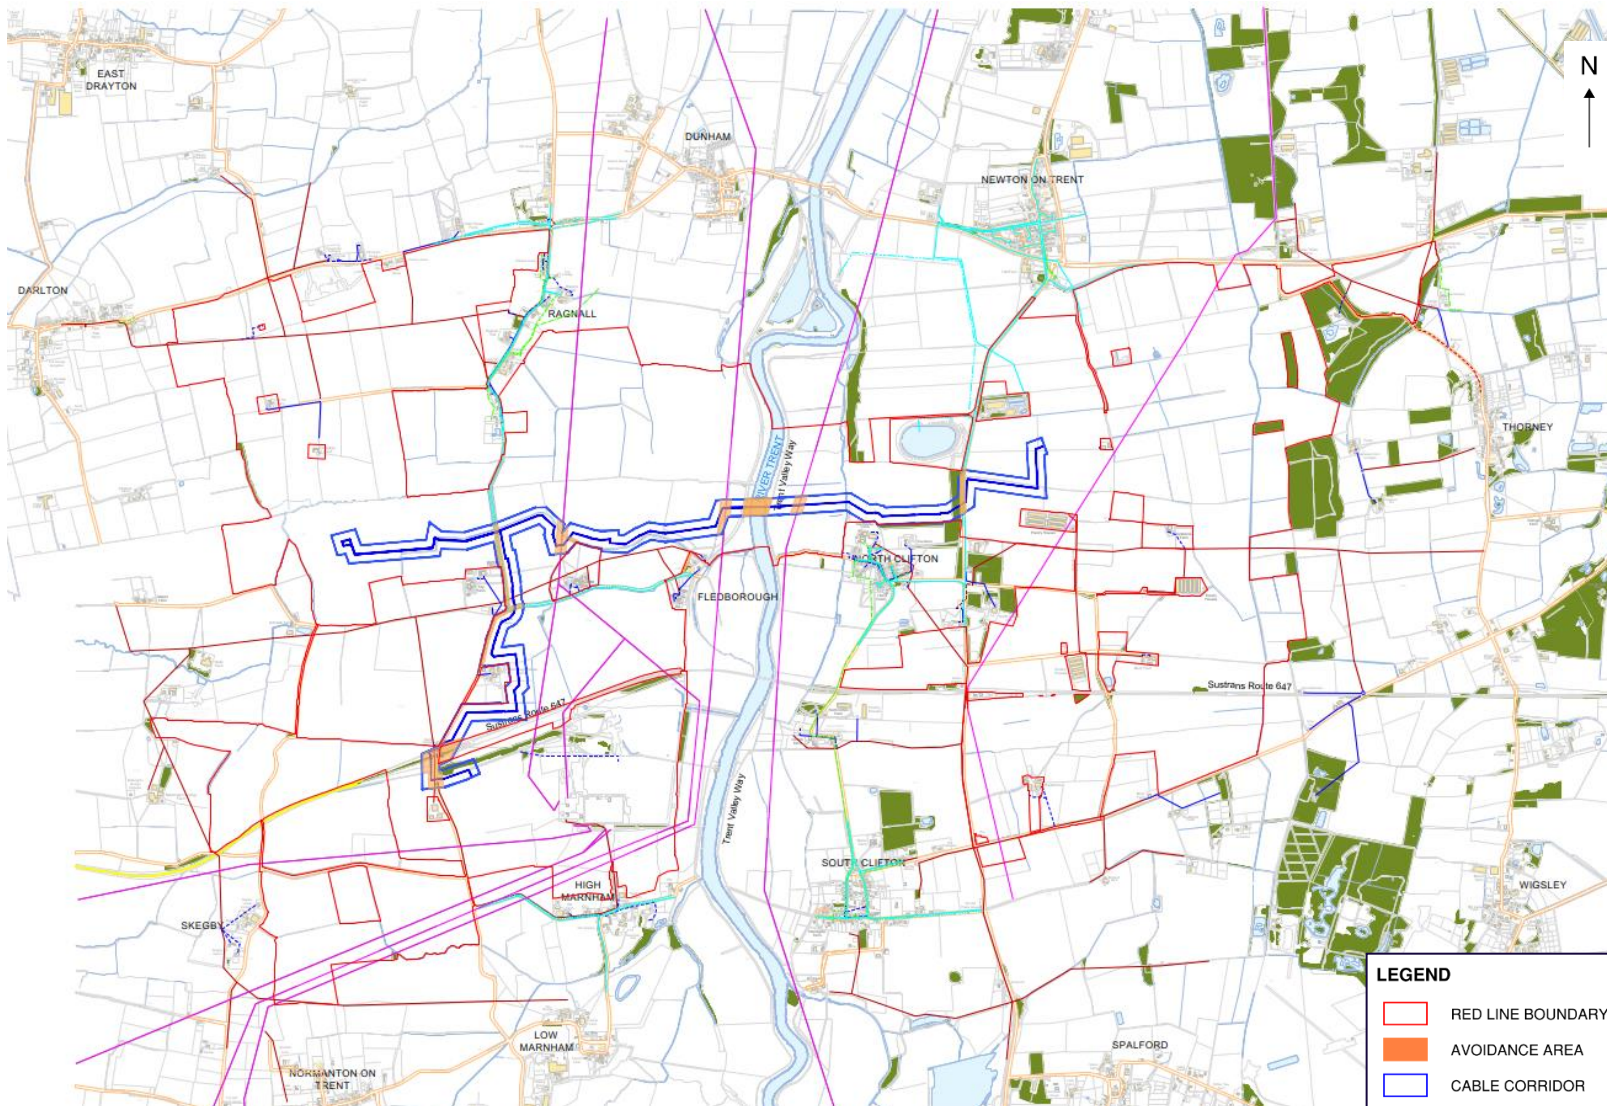 N
EAST
DRAYTON
DUNHAM
NEWTON ON TRENT
DARLTON
RAGNALL
THORNEY
RIVER TRENT
Trent Valley Way
NORTH CLIFTON
FLEDBOROUGH
Sustrans Route 647
Sustrans Route 647
Trent Valley Way
SOUTH CLIFTON
HIGH
MARNHAM
WIGSLEY
SKEGBY
LOW
MARNHAM
SPALFORD
NORMANTON ON
TRENT
LEGEND
RED LINE BOUNDARY
AVOIDANCE AREA
CABLE CORRIDOR